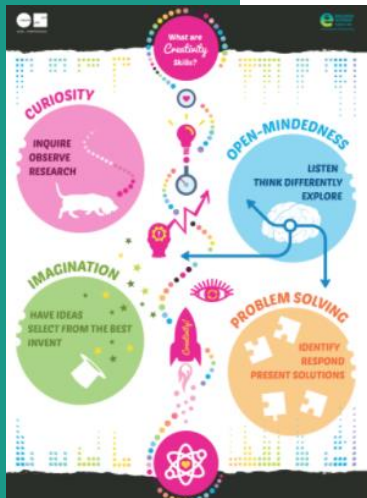 What are
Creativity
Skills?
CURIOSITY
INQUIRE
OBSERVE
RESEARCH
OPEN-MINDEDNESS
LISTEN
THINK DIFFERENTLY
EXPLORE
IMAGINATION
HAVE IDEAS
SELECT FROM THE BEST
INVENT
Creativity!
PROBLEM SOLVING
IDENTIFY
RESPOND
PRESENT SOLUTIONS